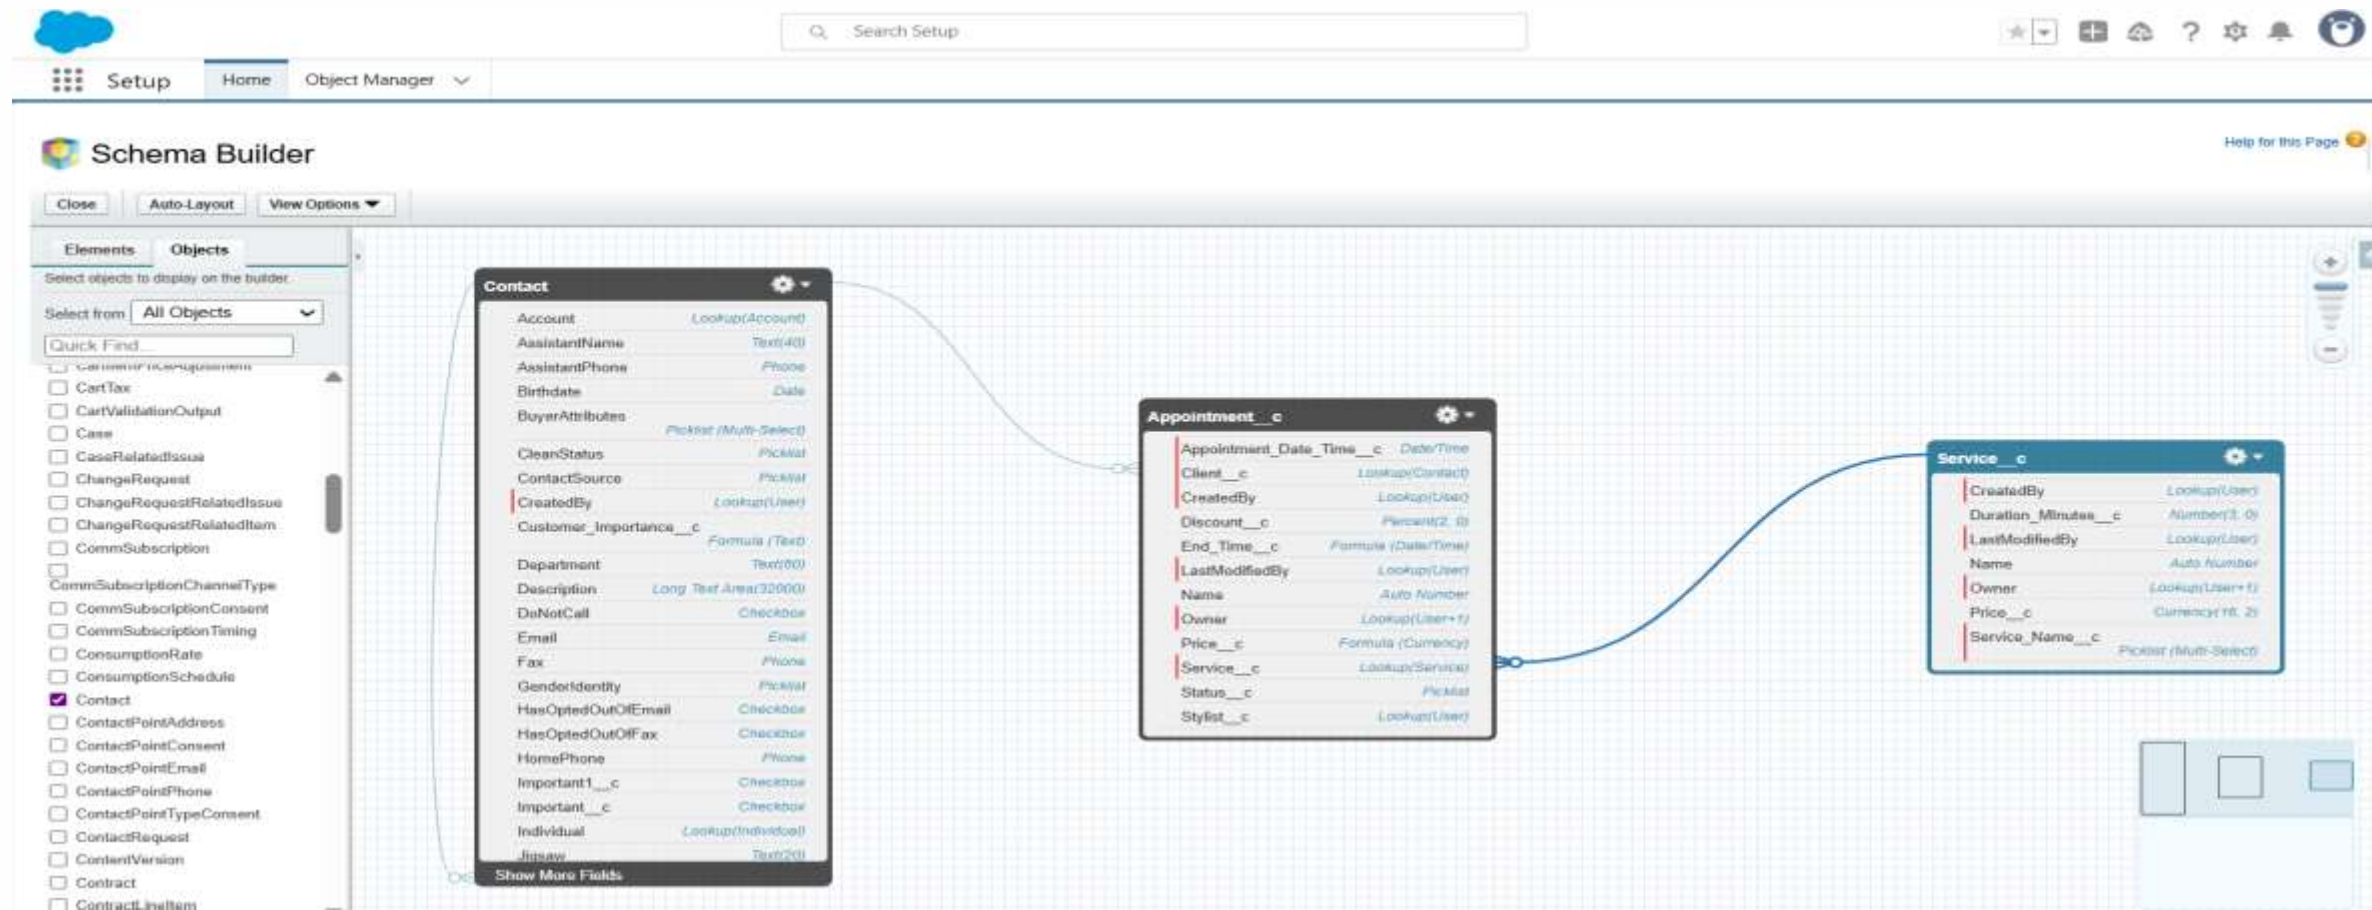 Search Setup
Setup Home Object Manager
Schema Builder
Help for this Page
Close Auto-Layout View Options
Elements Objects
Select objects to display on the builder.
Select from All Objects
Quick Find...
CartItemPriceAdjustment
CartTax
CartValidationOutput
Case
CaseRelatedIssue
ChangeRequest
ChangeRequestRelatedIssue
ChangeRequestRelatedItem
CommSubscription
CommSubscriptionChannelType
CommSubscriptionConsent
CommSubscriptionTiming
ConsumptionRate
ConsumptionSchedule
Contact
ContactPointAddress
ContactPointConsent
ContactPointEmail
ContactPointPhone
ContactPointTypeConsent
ContactRequest
ContentVersion
Contract
ContractLineItem
Contact
Account Lookup(Account)
AssistantName Text(40)
AssistantPhone Phone
Birthdate Date
BuyerAttributes
Picklist (Multi-Select)
CleanStatus Picklist
ContactSource Picklist
CreatedBy Lookup(User)
Customer_Importance__c
Formula (Text)
Department Text(80)
Description Long Text Area(32000)
DoNotCall Checkbox
Email Email
Fax Phone
GenderIdentity Picklist
HasOptedOutOfEmail Checkbox
HasOptedOutOfFax Checkbox
HomePhone Phone
Important1__c Checkbox
Important__c Checkbox
Individual Lookup(Individual)
Jigsaw Text(20)
Show More Fields
Appointment__c
Appointment_Date_Time__c Date/Time
Client__c Lookup(Contact)
CreatedBy Lookup(User)
Discount__c Percent(2, 0)
End_Time__c Formula (Date/Time)
LastModifiedBy Lookup(User)
Name Auto Number
Owner Lookup(User+1)
Price__c Formula (Currency)
Service__c Lookup(Service)
Status__c Picklist
Stylist__c Lookup(User)
Service__c
CreatedBy Lookup(User)
Duration_Minutes__c Number(3, 0)
LastModifiedBy Lookup(User)
Name Auto Number
Owner Lookup(User+1)
Price__c Currency(16, 2)
Service_Name__c
Picklist (Multi-Select)